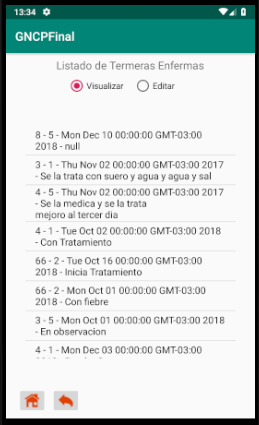 13:34
GNCPFinal
Listado de Termeras Enfermas
Visualizar Editar
8 - 5 - Mon Dec 10 00:00:00 GMT-03:00
2018 - null
3 - 1 - Thu Nov 02 00:00:00 GMT-03:00 2017
- Se la trata con suero y agua y agua y sal
4 - 5 - Thu Nov 02 00:00:00 GMT-03:00 2017
- Se la medica y se la trata
mejoro al tercer dia
4 - 1 - Tue Oct 02 00:00:00 GMT-03:00 2018
- Con Tratamiento
66 - 2 - Tue Oct 16 00:00:00 GMT-03:00
2018 - Inicia Tratamiento
66 - 2 - Mon Oct 01 00:00:00 GMT-03:00
2018 - Con fiebre
3 - 5 - Mon Oct 01 00:00:00 GMT-03:00 2018
- En observacion
4 - 1 - Mon Dec 03 00:00:00 GMT-03:00